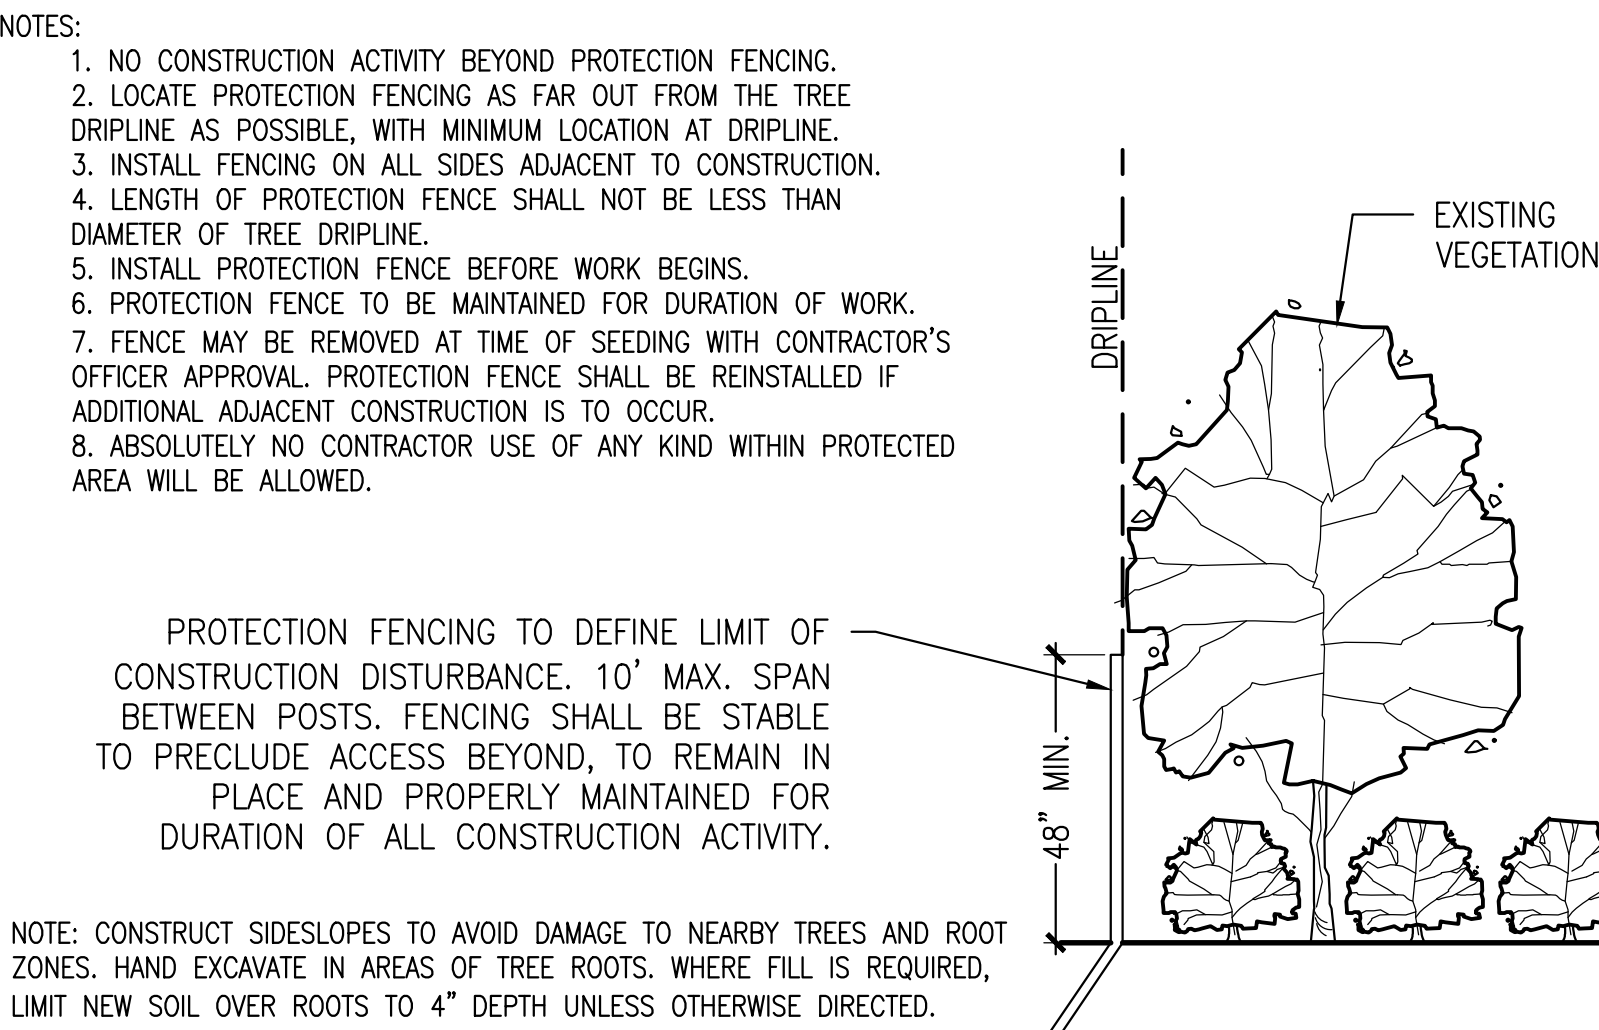 NOTES:
1. NO CONSTRUCTION ACTIVITY BEYOND PROTECTION FENCING.
2. LOCATE PROTECTION FENCING AS FAR OUT FROM THE TREE
DRIPLINE AS POSSIBLE, WITH MINIMUM LOCATION AT DRIPLINE.
3. INSTALL FENCING ON ALL SIDES ADJACENT TO CONSTRUCTION.
4. LENGTH OF PROTECTION FENCE SHALL NOT BE LESS THAN
DIAMETER OF TREE DRIPLINE.
5. INSTALL PROTECTION FENCE BEFORE WORK BEGINS.
6. PROTECTION FENCE TO BE MAINTAINED FOR DURATION OF WORK.
7. FENCE MAY BE REMOVED AT TIME OF SEEDING WITH CONTRACTOR'S
OFFICER APPROVAL. PROTECTION FENCE SHALL BE REINSTALLED IF
ADDITIONAL ADJACENT CONSTRUCTION IS TO OCCUR.
8. ABSOLUTELY NO CONTRACTOR USE OF ANY KIND WITHIN PROTECTED
AREA WILL BE ALLOWED.
PROTECTION FENCING TO DEFINE LIMIT OF
CONSTRUCTION DISTURBANCE. 10' MAX. SPAN
BETWEEN POSTS. FENCING SHALL BE STABLE
TO PRECLUDE ACCESS BEYOND, TO REMAIN IN
PLACE AND PROPERLY MAINTAINED FOR
DURATION OF ALL CONSTRUCTION ACTIVITY.
NOTE: CONSTRUCT SIDESLOPES TO AVOID DAMAGE TO NEARBY TREES AND ROOT
ZONES. HAND EXCAVATE IN AREAS OF TREE ROOTS. WHERE FILL IS REQUIRED,
LIMIT NEW SOIL OVER ROOTS TO 4" DEPTH UNLESS OTHERWISE DIRECTED.
DRIPLINE
EXISTING
VEGETATION
48" MIN.